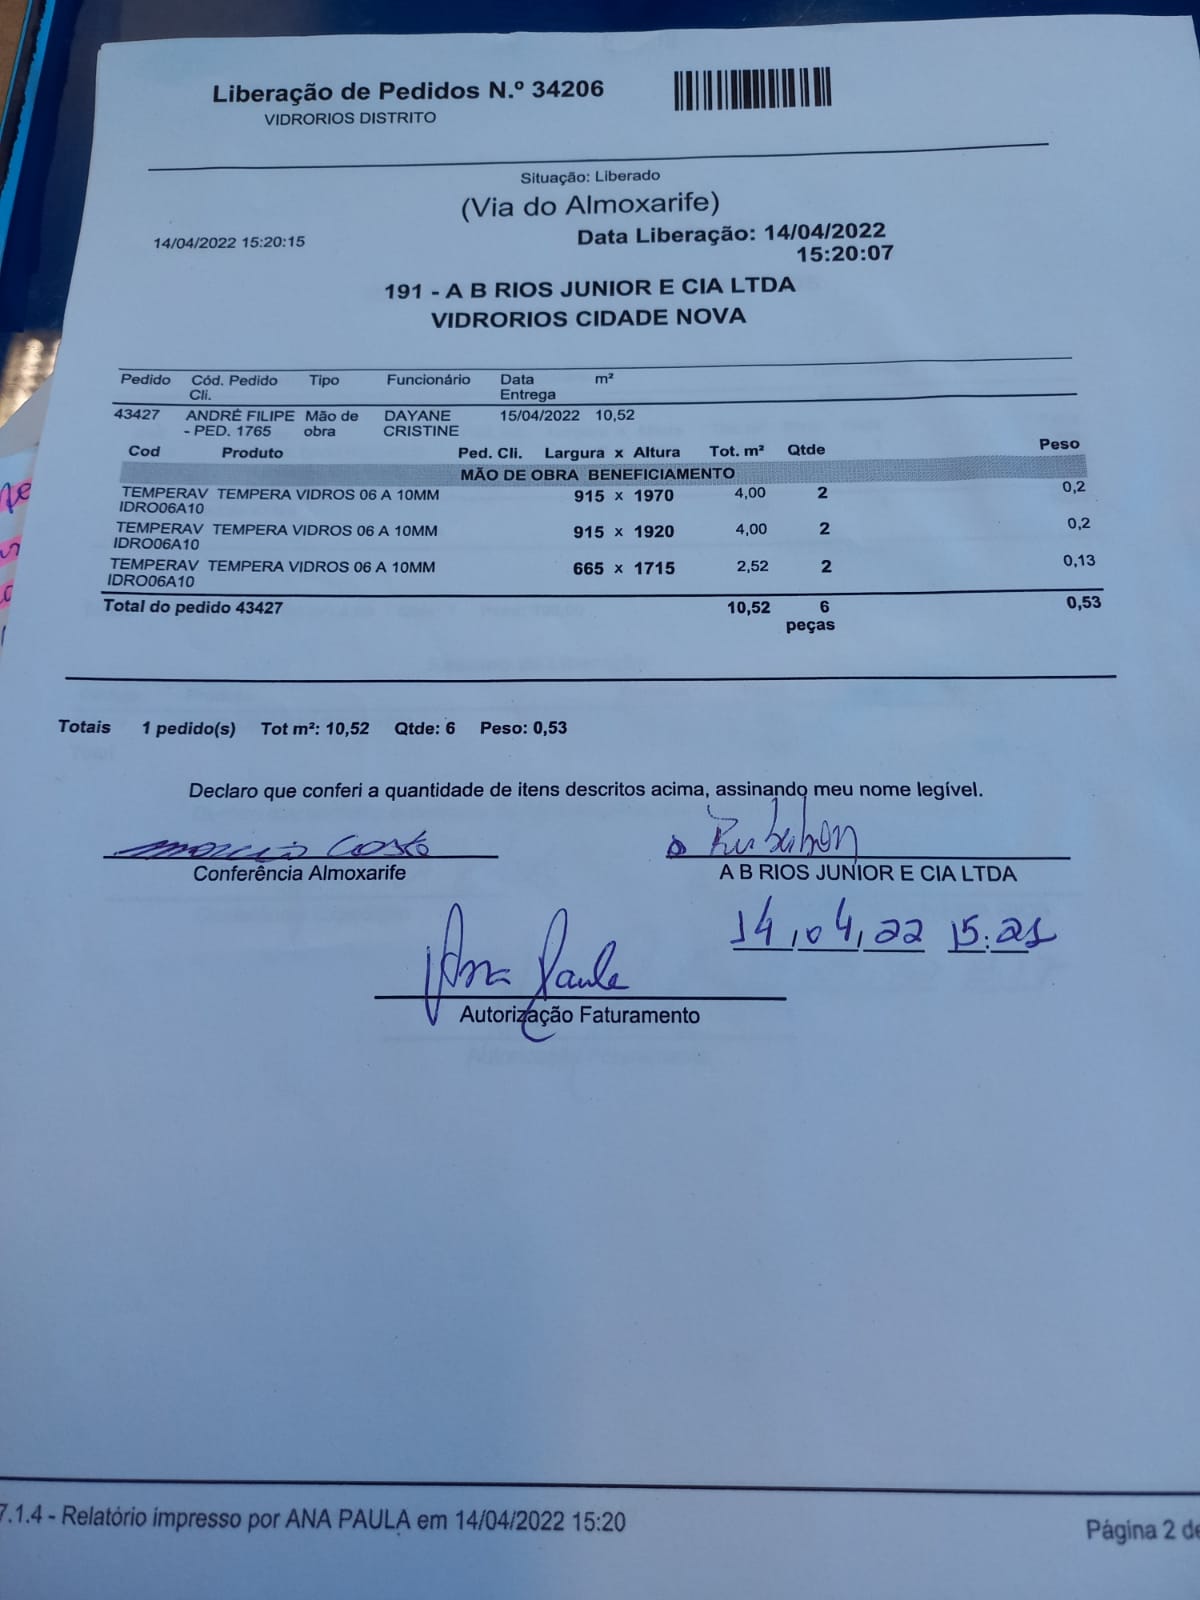 Liberação de Pedidos N.º 34206
VIDRORIOS DISTRITO
Situação: Liberado
(Via do Almoxarife)
14/04/2022 15:20:15
Data Liberação: 14/04/2022
15:20:07
191 - A B RIOS JUNIOR E CIA LTDA
VIDRORIOS CIDADE NOVA
Pedido Cód. Pedido Cli. Tipo Funcionário Data Entrega m²
43427 ANDRÉ FILIPE - PED. 1765 Mão de obra DAYANE CRISTINE 15/04/2022 10,52
Cod Produto Ped. Cli. Largura x Altura Tot. m² Qtde Peso
MÃO DE OBRA BENEFICIAMENTO
TEMPERAV TEMPERA VIDROS 06 A 10MM 915 x 1970 4,00 2 0,2
IDRO06A10
TEMPERAV TEMPERA VIDROS 06 A 10MM 915 x 1920 4,00 2 0,2
IDRO06A10
TEMPERAV TEMPERA VIDROS 06 A 10MM 665 x 1715 2,52 2 0,13
IDRO06A10
Total do pedido 43427 10,52 6 0,53
peças
Totais 1 pedido(s) Tot m²: 10,52 Qtde: 6 Peso: 0,53
Declaro que conferi a quantidade de itens descritos acima, assinando meu nome legível.
Costa
Conferência Almoxarife
A B RIOS JUNIOR E CIA LTDA
14,04,22 15:21
Ana Paula
Autorização Faturamento
7.1.4 - Relatório impresso por ANA PAULA em 14/04/2022 15:20
Página 2 de